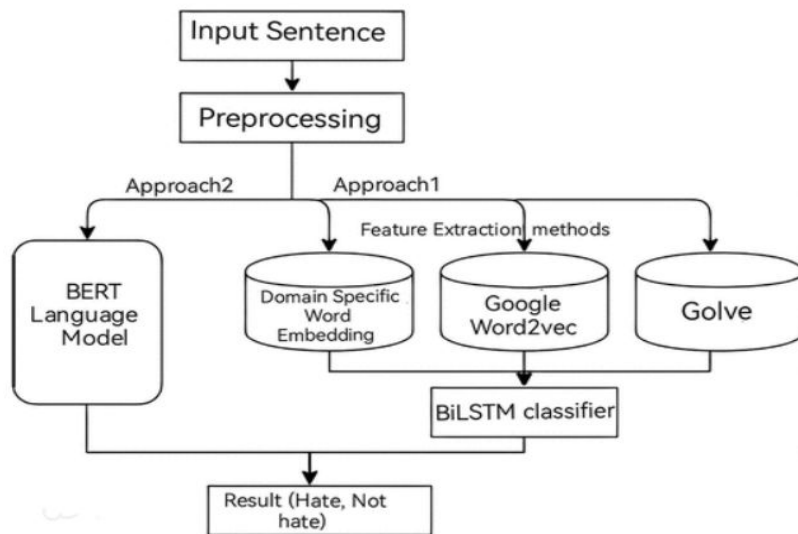 Input Sentence
Preprocessing
Approach2
Approach1
Feature Extraction methods
BERT
Language
Model
Domain Specific
Word
Embedding
Google
Word2vec
Golve
BiLSTM classifier
Result (Hate, Not
hate)